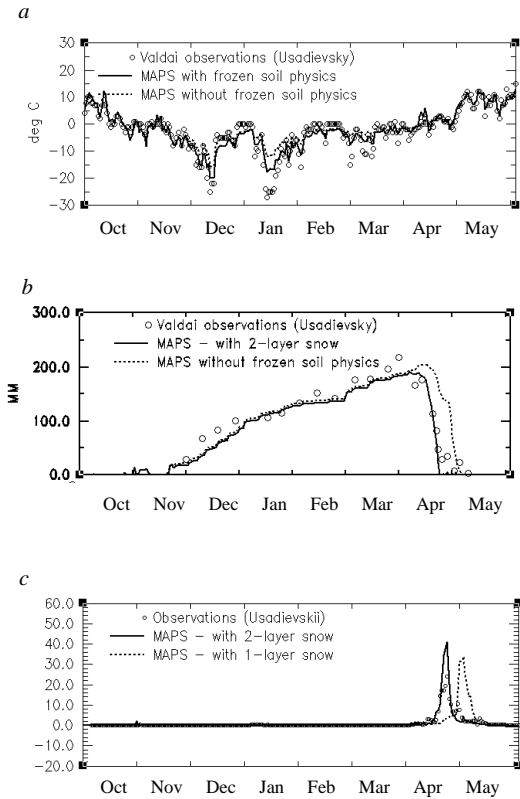 a
30
20
10
0
−10
−20
−30
deg C
Valdai observations (Usadievsky)
MAPS with frozen soil physics
MAPS without frozen soil physics
Oct Nov Dec Jan Feb Mar Apr May
b
300.0
200.0
100.0
0.0
MM
Valdai observations (Usadievsky)
MAPS – with 2-layer snow
MAPS without frozen soil physics
Oct Nov Dec Jan Feb Mar Apr May
c
60.0
50.0
40.0
30.0
20.0
10.0
0.0
−10.0
−20.0
Observations (Usadievskii)
MAPS – with 2-layer snow
MAPS – with 1-layer snow
Oct Nov Dec Jan Feb Mar Apr May